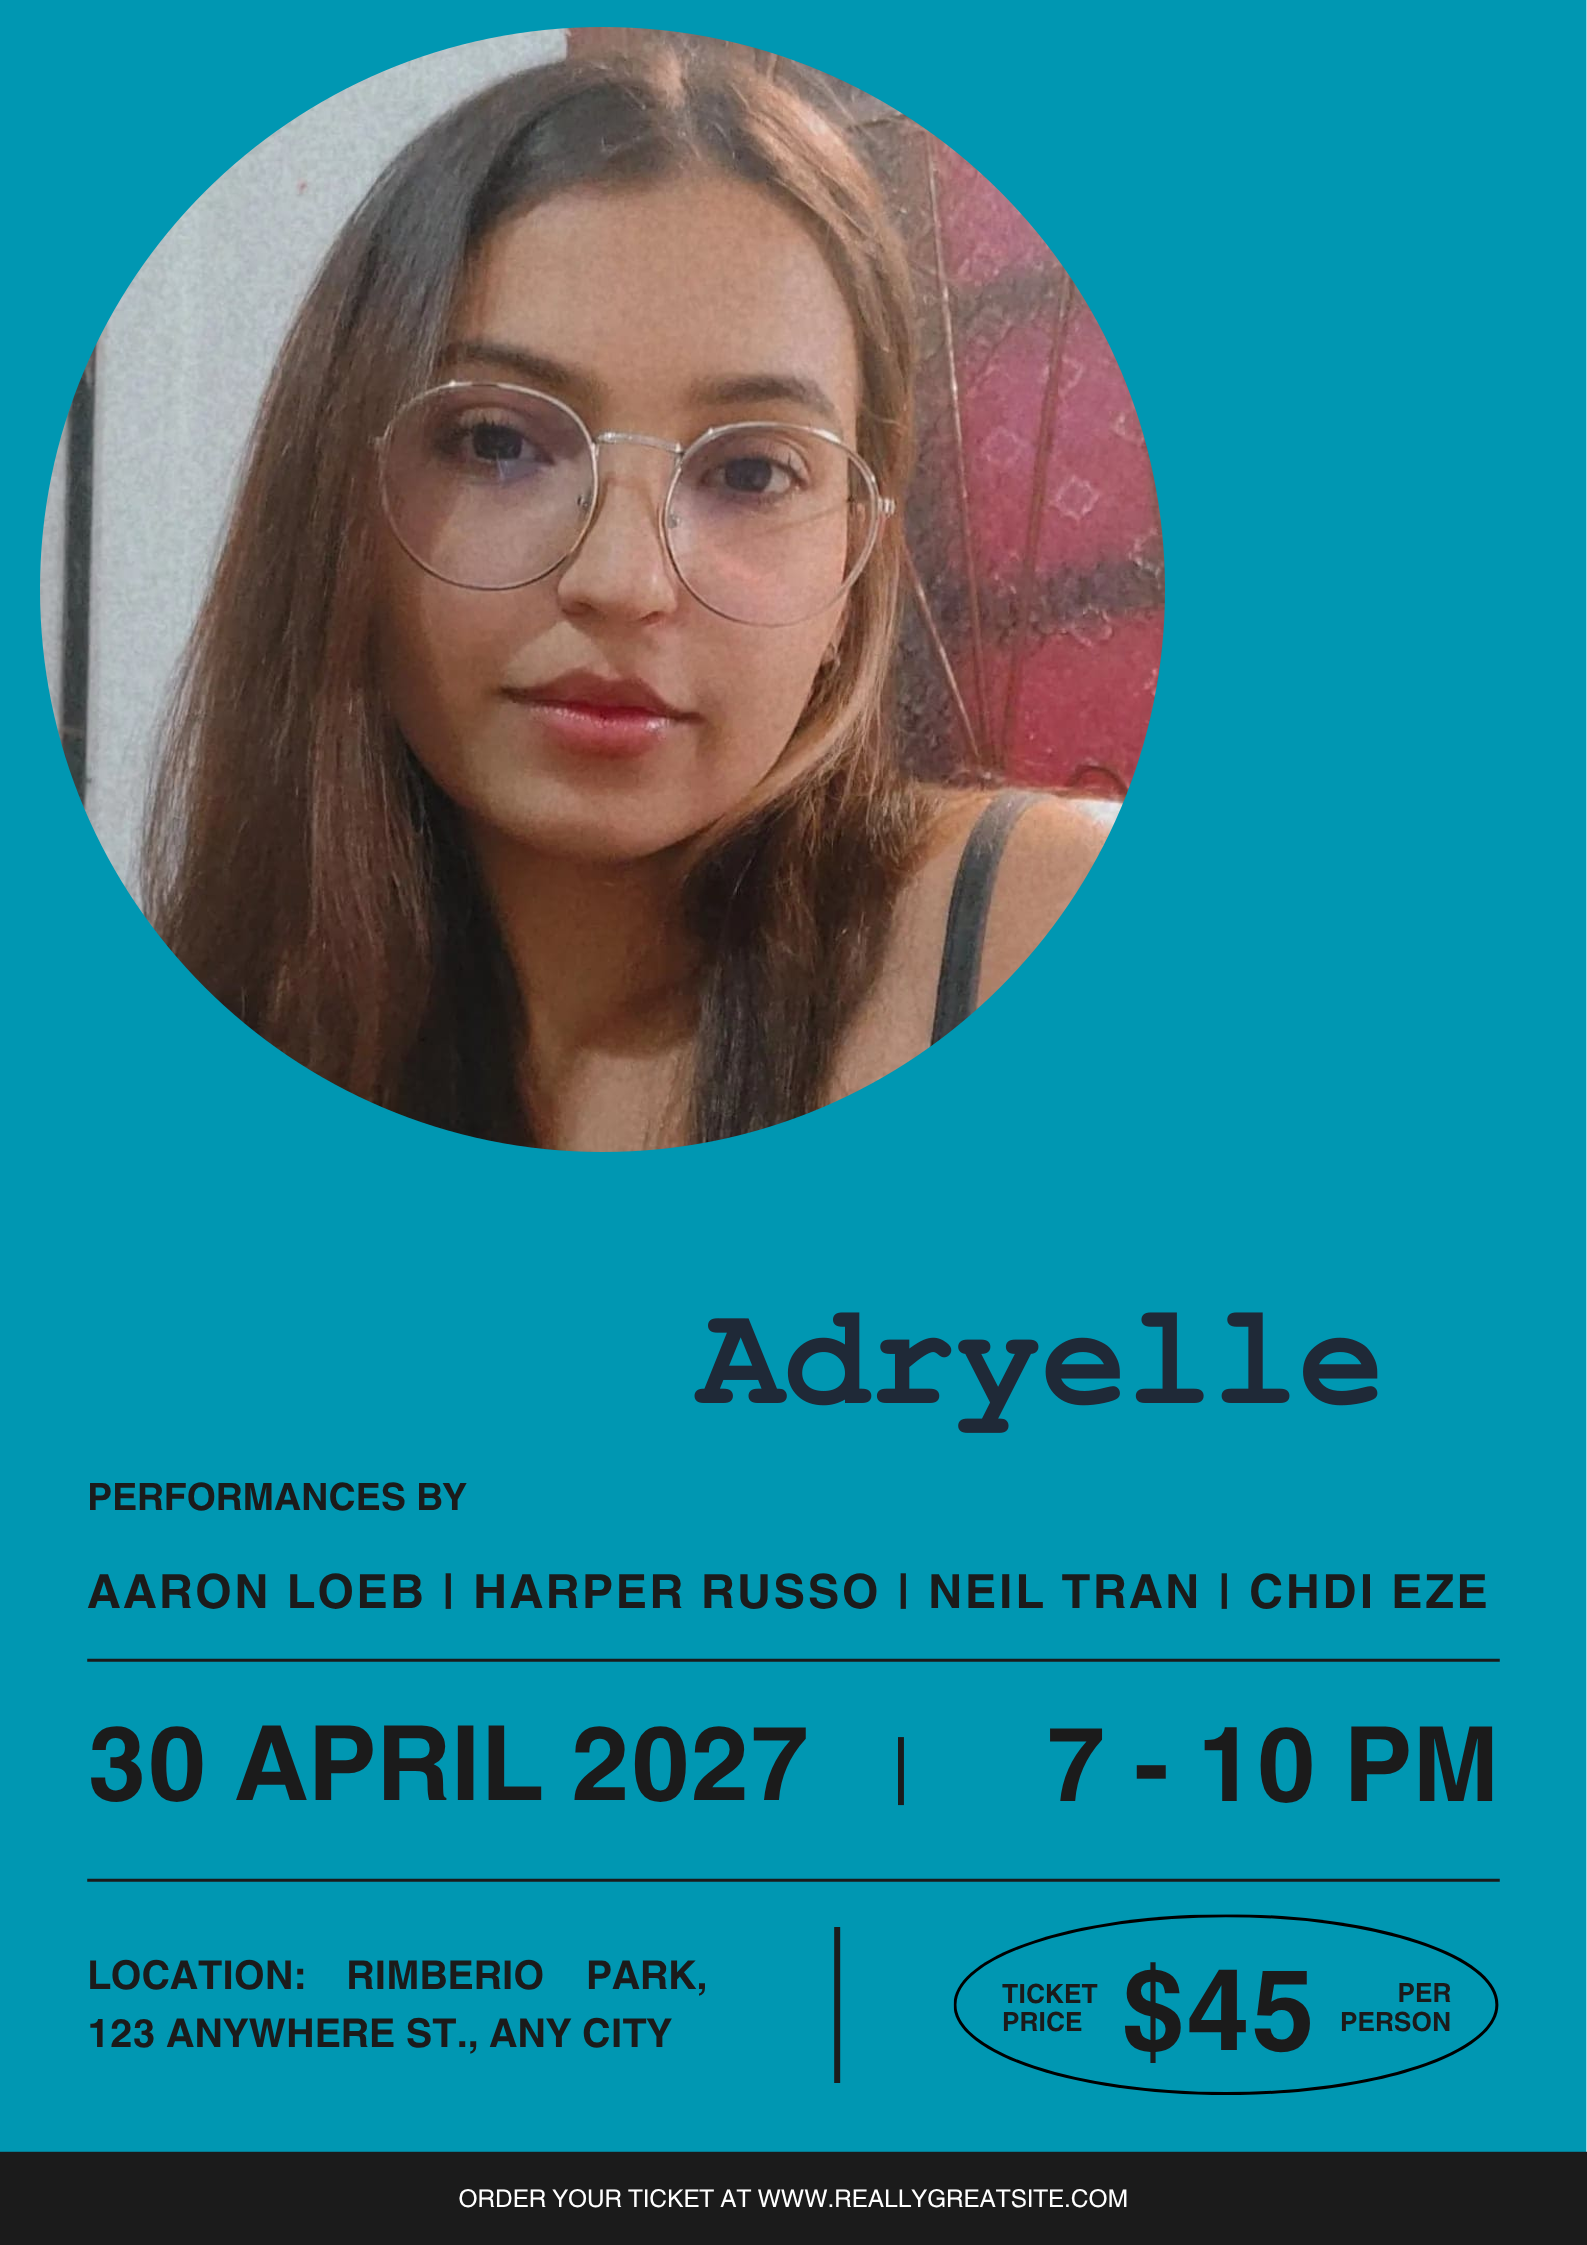 Adryelle
PERFORMANCES BY
AARON LOEB | HARPER RUSSO | NEIL TRAN | CHDI EZE
30 APRIL 2027 | 7 - 10 PM
LOCATION: RIMBERIO PARK,
123 ANYWHERE ST., ANY CITY
TICKET
PRICE
$45
PER
PERSON
ORDER YOUR TICKET AT WWW.REALLYGREATSITE.COM